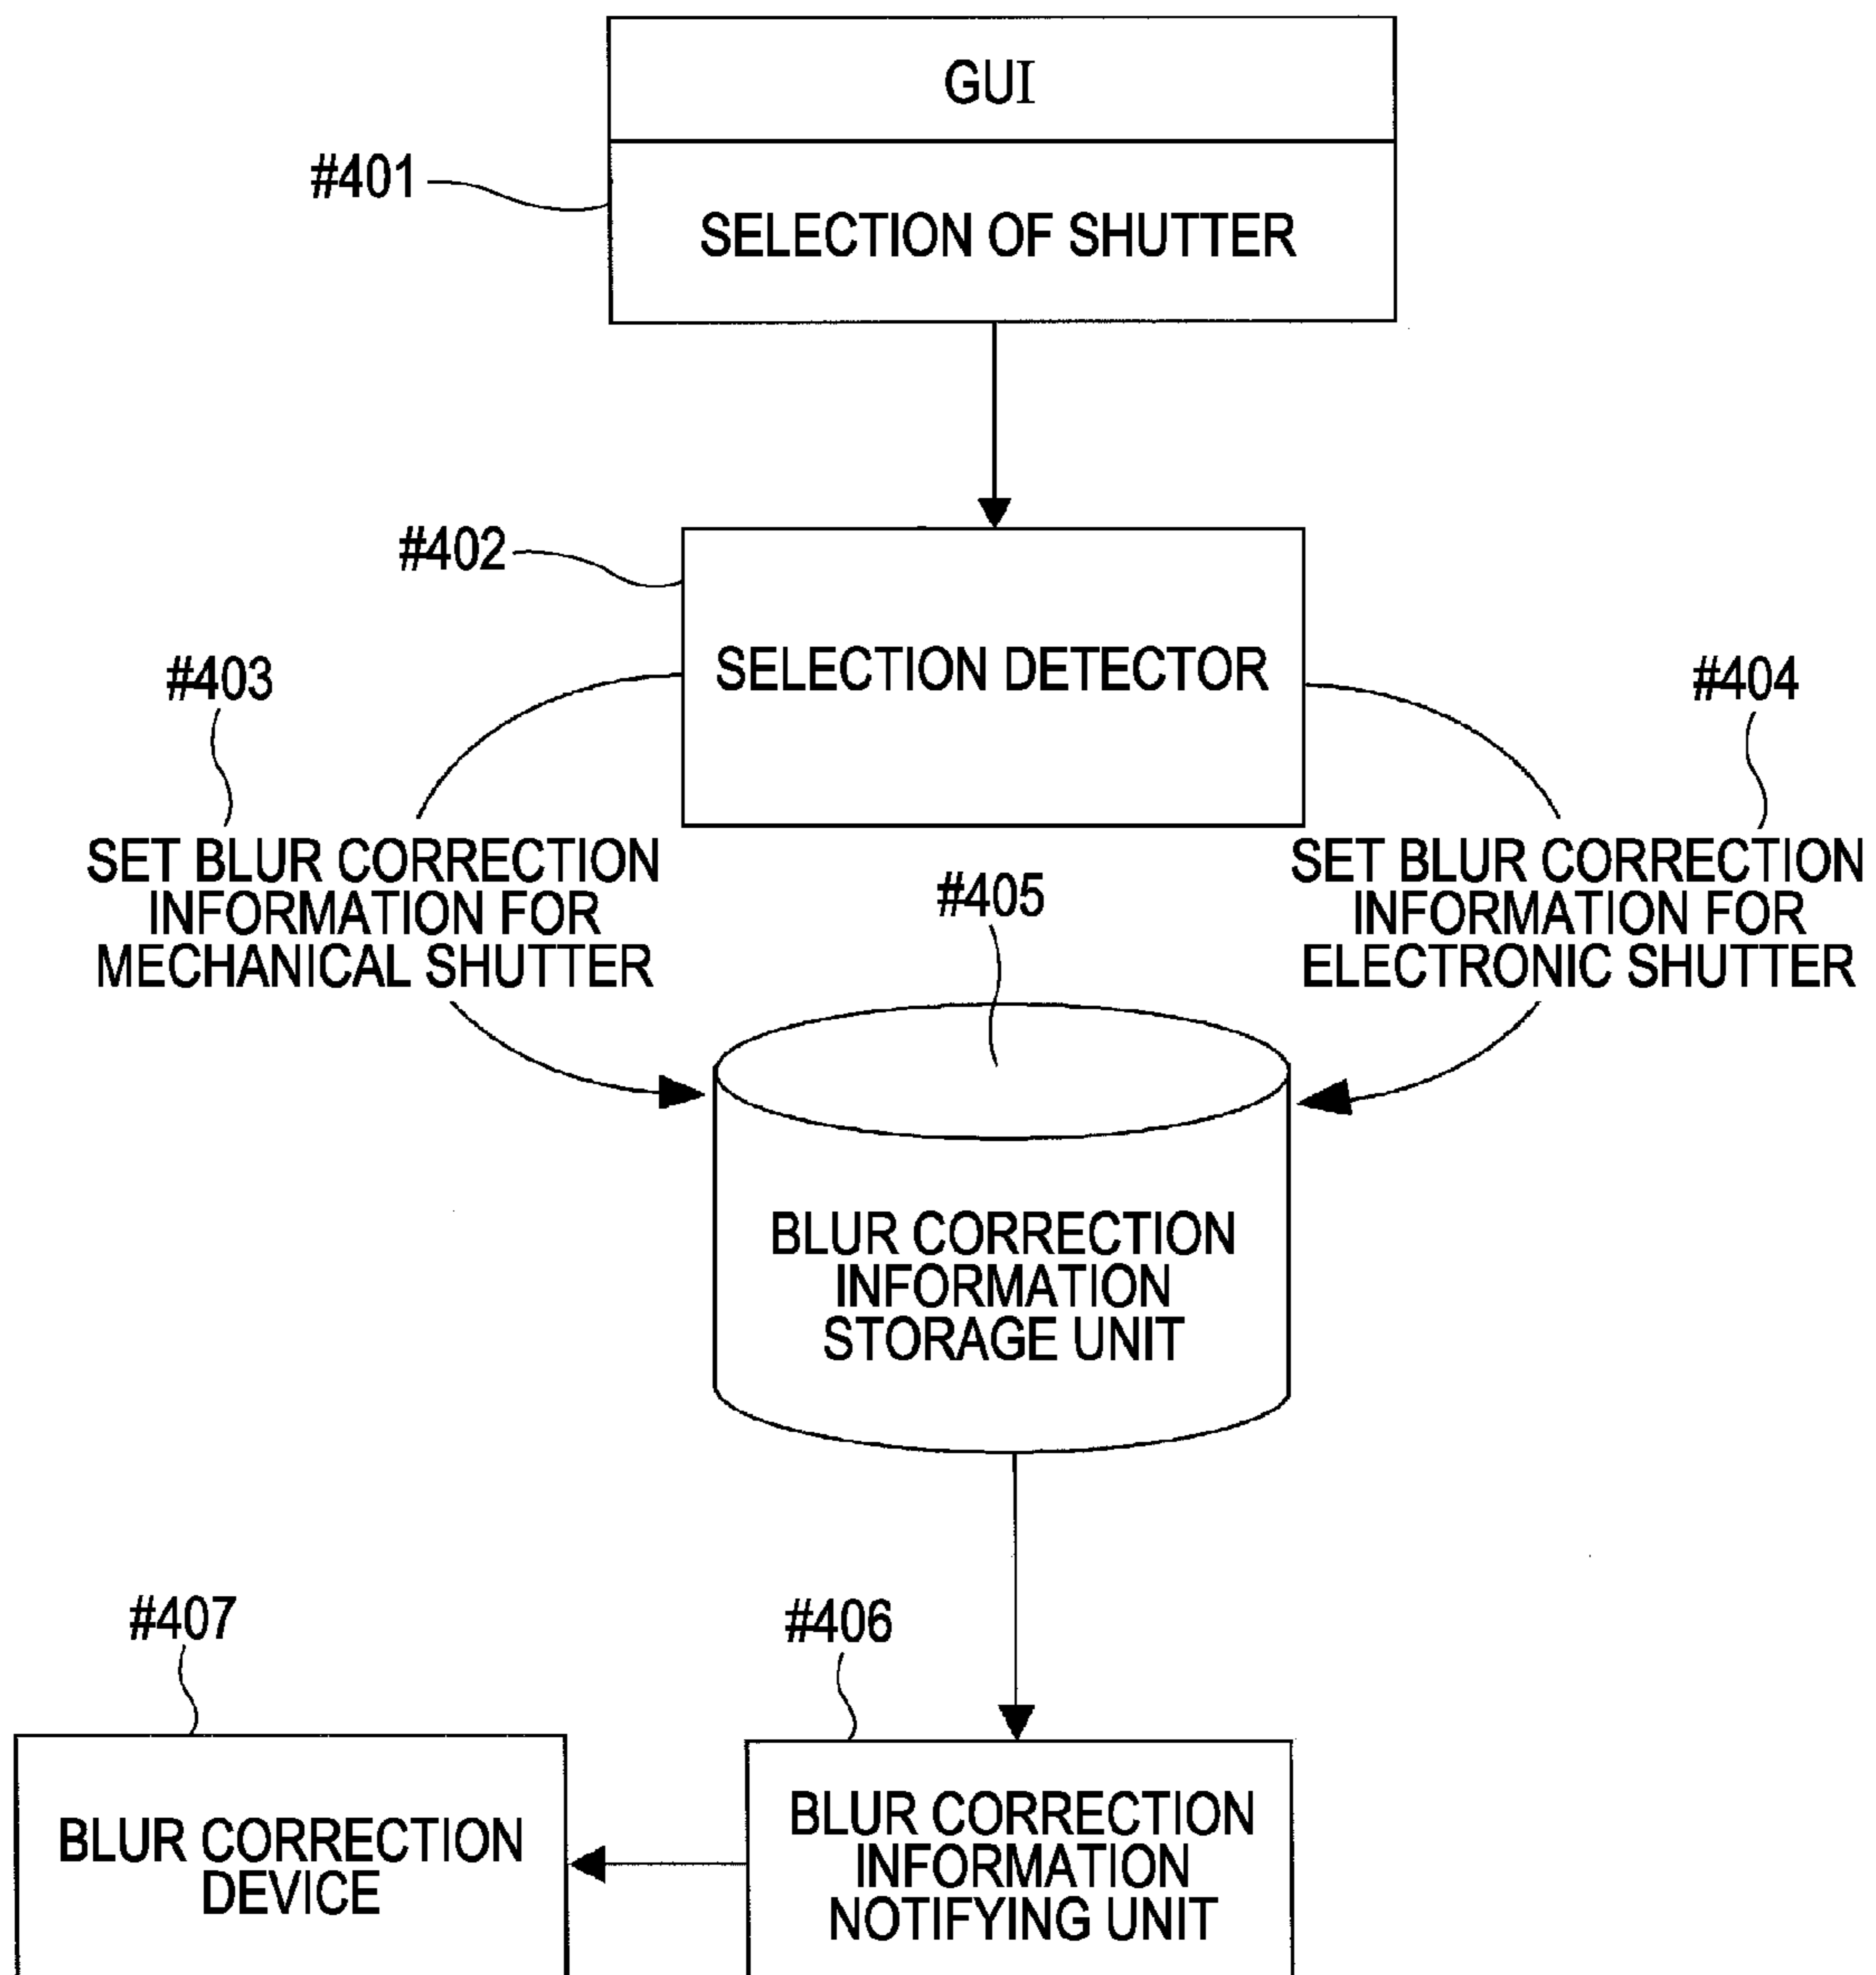 GUI
#401
SELECTION OF SHUTTER
#402
SELECTION DETECTOR
#403
#404
SET BLUR CORRECTION
INFORMATION FOR
MECHANICAL SHUTTER
SET BLUR CORRECTION
INFORMATION FOR
ELECTRONIC SHUTTER
#405
BLUR CORRECTION
INFORMATION
STORAGE UNIT
#407
#406
BLUR CORRECTION
DEVICE
BLUR CORRECTION
INFORMATION
NOTIFYING UNIT